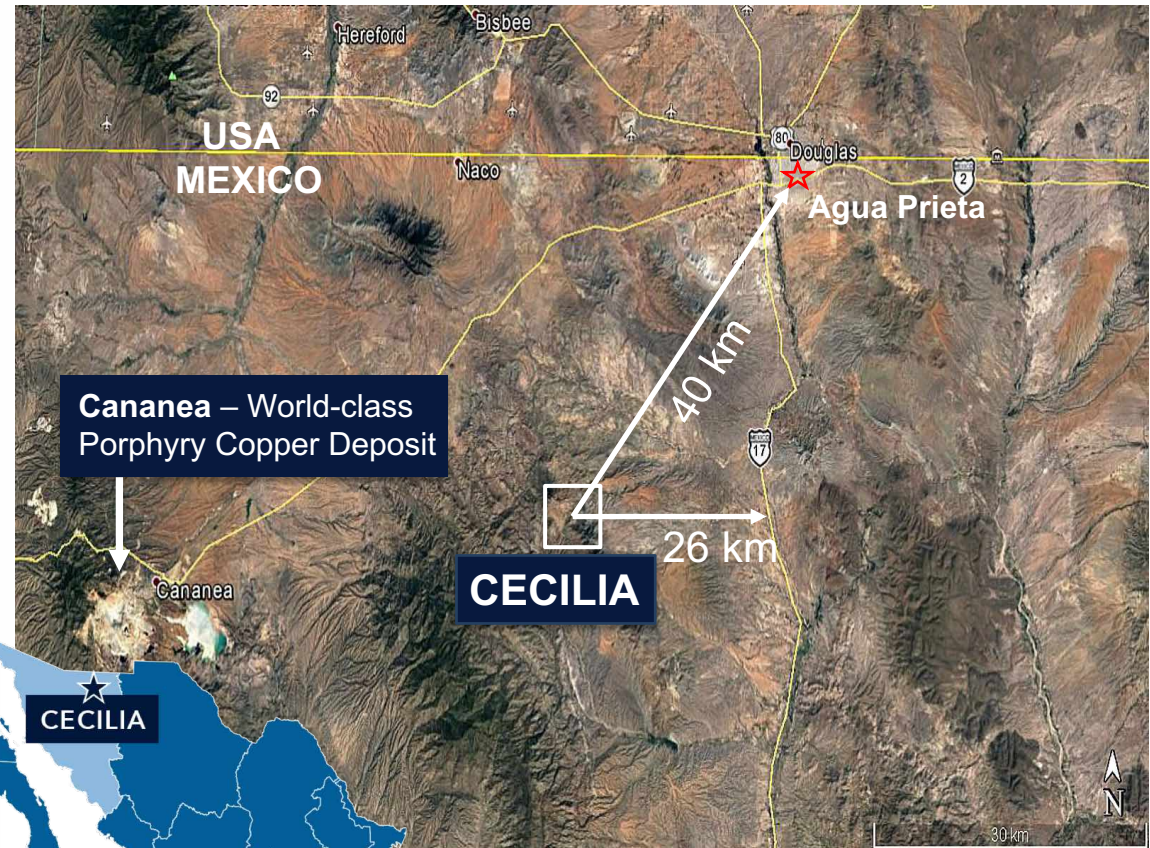 Bisbee
Hereford
92
USA
MEXICO
80
Douglas
Naco
2
Agua Prieta
40 km
Cananea – World-class
Porphyry Copper Deposit
17
26 km
CECILIA
Cananea
CECILIA
N
30 km